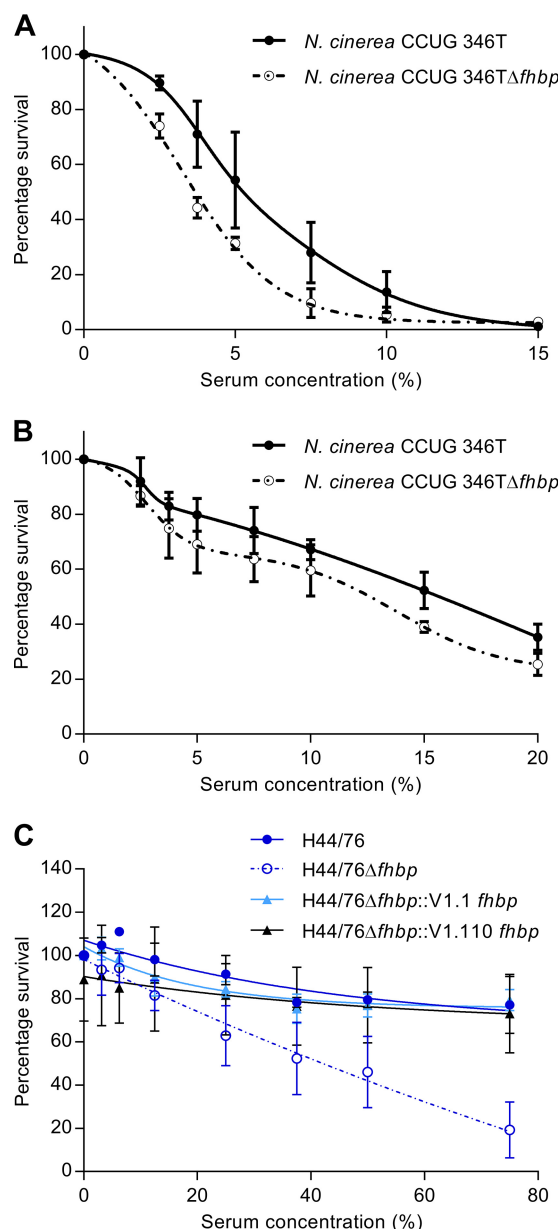 A
N. cinerea CCUG 346T
N. cinerea CCUG 346TΔfhbp
Percentage survival
100
80
60
40
20
0
0 5 10 15
Serum concentration (%)
B
N. cinerea CCUG 346T
N. cinerea CCUG 346TΔfhbp
Percentage survival
100
80
60
40
20
0
0 5 10 15 20
Serum concentration (%)
C
H44/76
H44/76Δfhbp
H44/76Δfhbp::V1.1 fhbp
H44/76Δfhbp::V1.110 fhbp
Percentage survival
140
120
100
80
60
40
20
0
0 20 40 60 80
Serum concentration (%)